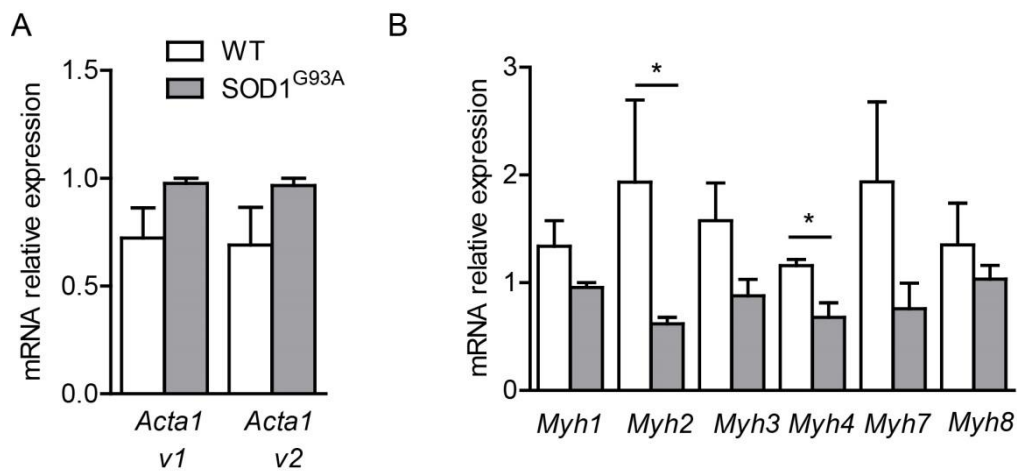 A
WT
SOD1G93A
mRNA relative expression
1.5
1.0
0.5
0.0
Acta1 Acta1
v1 v2
B
mRNA relative expression
3
2
1
0
*
*
Myh1 Myh2 Myh3 Myh4 Myh7 Myh8